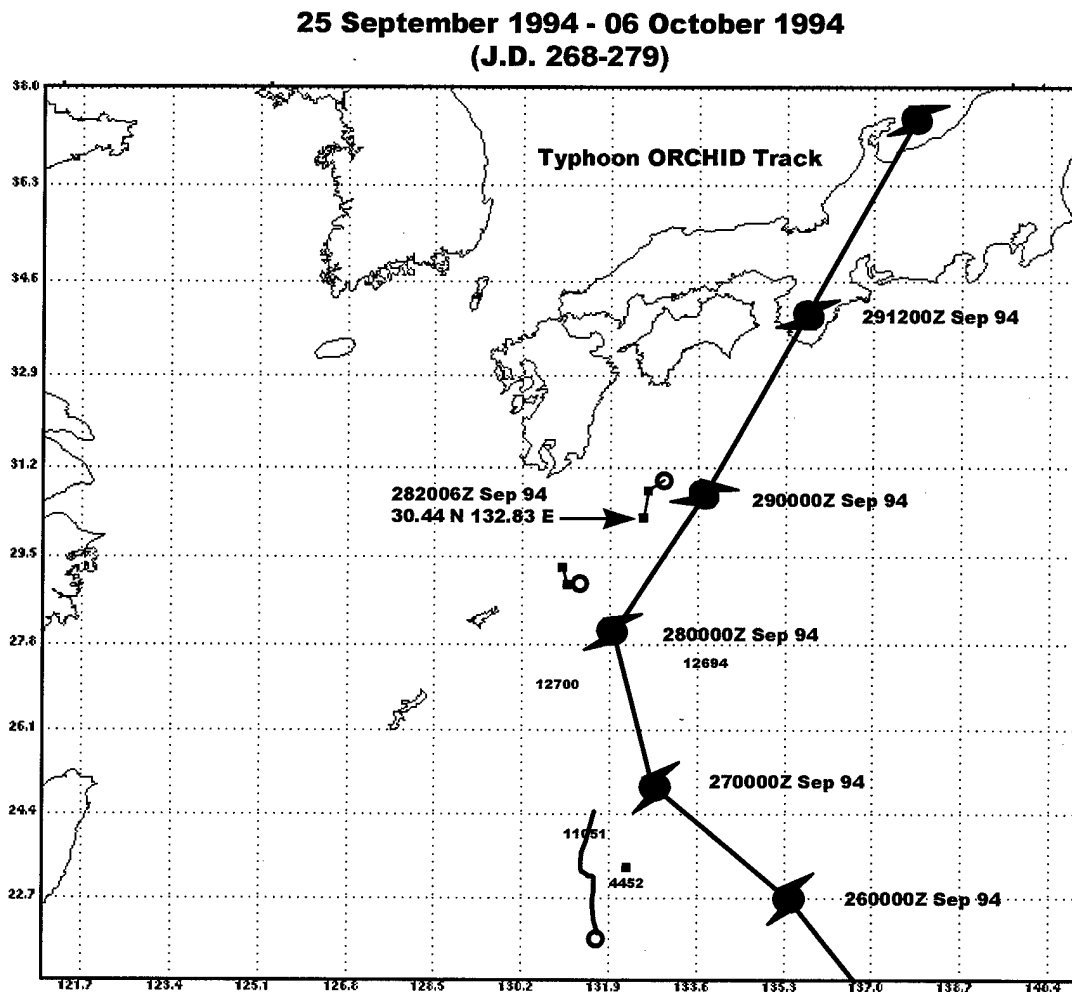 25 September 1994 - 06 October 1994
(J.D. 268-279)
38.0
Typhoon ORCHID Track
36.3
34.6
291200Z Sep 94
32.9
31.2
282006Z Sep 94
30.44 N 132.83 E
290000Z Sep 94
29.5
27.8
280000Z Sep 94
12694
12700
26.1
270000Z Sep 94
24.4
11051
4452
22.7
260000Z Sep 94
121.7 123.4 125.1 126.8 128.5 130.2 131.9 133.6 135.3 137.0 138.7 140.4